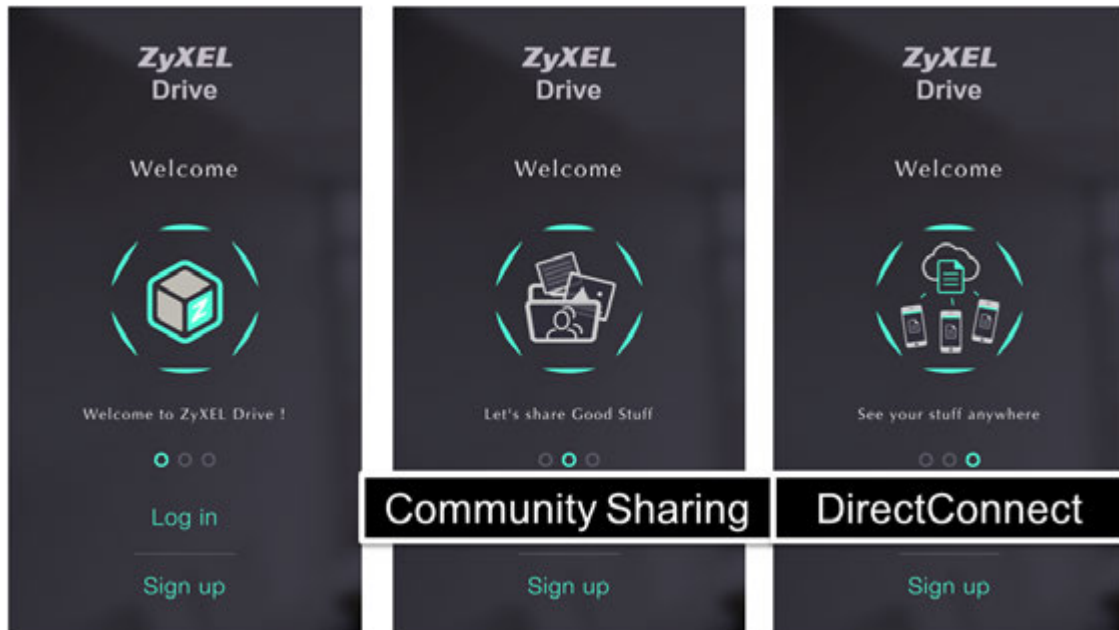 ZyXEL
Drive
Welcome
Z
Welcome to ZyXEL Drive !
Log in
Sign up
ZyXEL
Drive
Welcome
Let's share Good Stuff
Community Sharing
Sign up
ZyXEL
Drive
Welcome
See your stuff anywhere
DirectConnect
Sign up